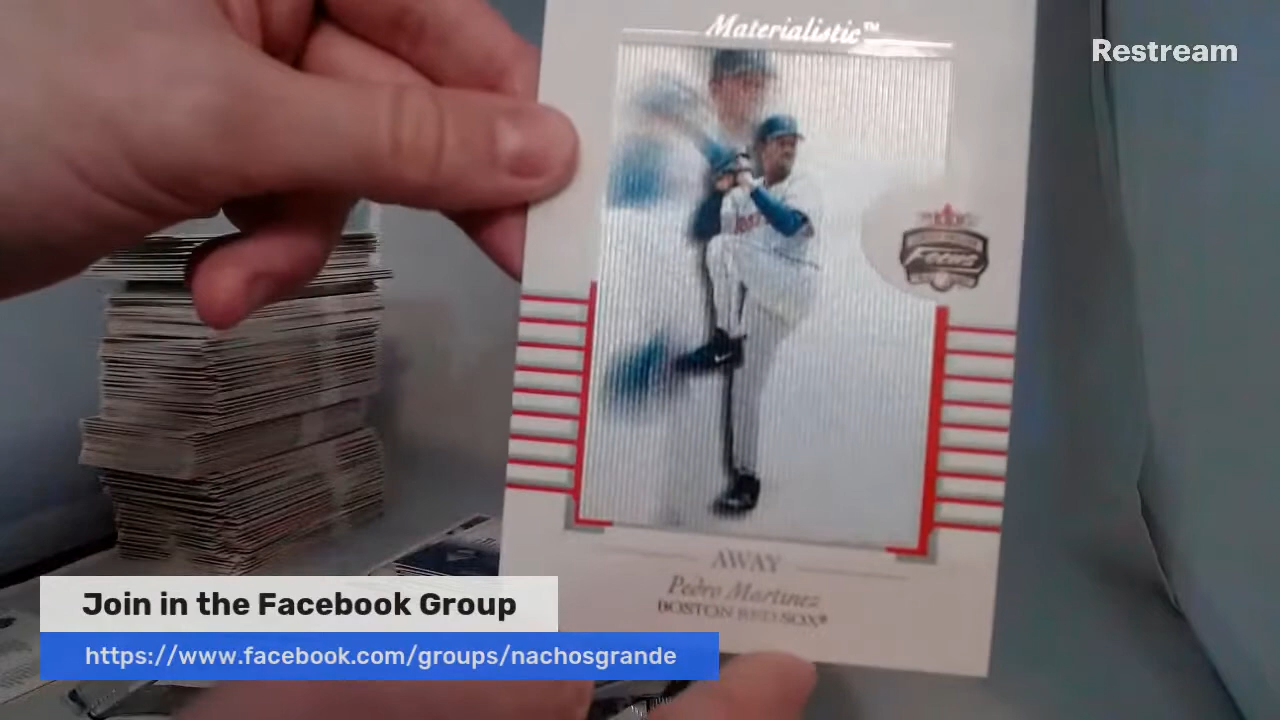 Materialistic™
Restream
Focus
AWAY
Pedro Martinez
BOSTON RED SOX®
Join in the Facebook Group
https://www.facebook.com/groups/nachosgrande